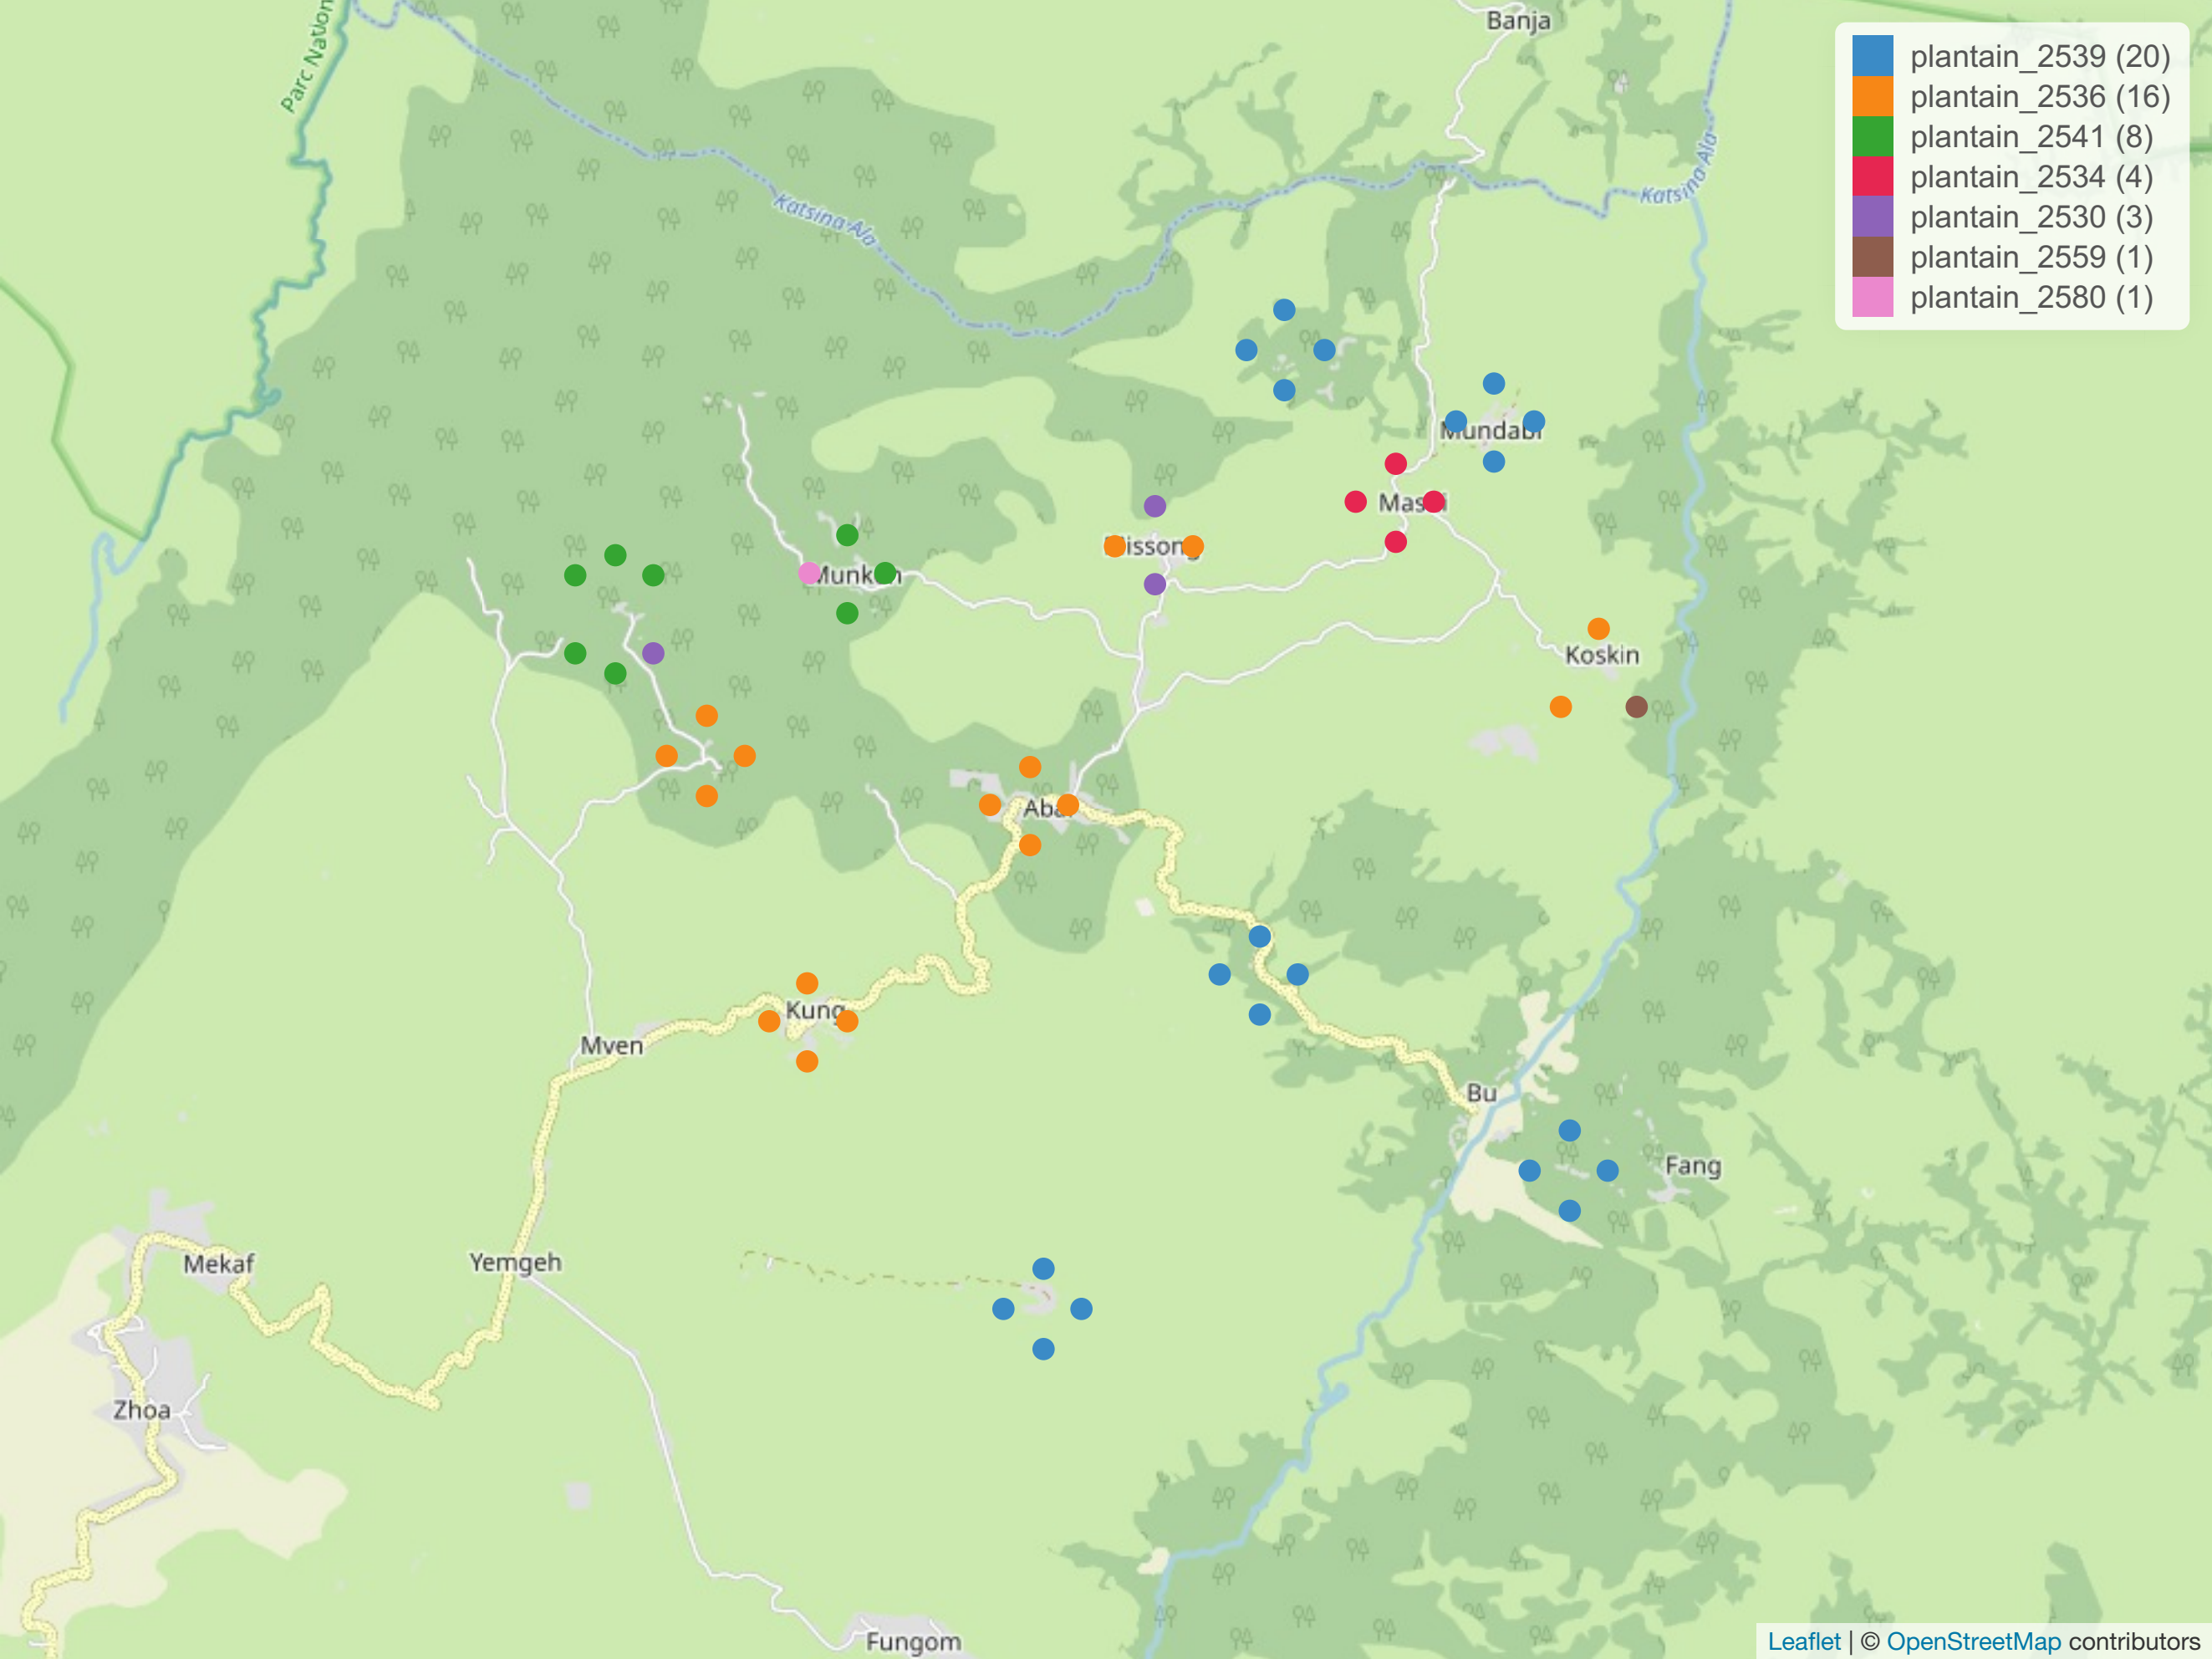 Banja
Parc Nation
plantain_2539 (20)
plantain_2536 (16)
plantain_2541 (8)
plantain_2534 (4)
plantain_2530 (3)
plantain_2559 (1)
plantain_2580 (1)
Katsina-Ala
Katsina-Ala
Mundabi
Koskin
Kung
Mven
Bu
Fang
Mekaf
Yemgeh
Zhoa
Fungom
Leaflet | © OpenStreetMap contributors